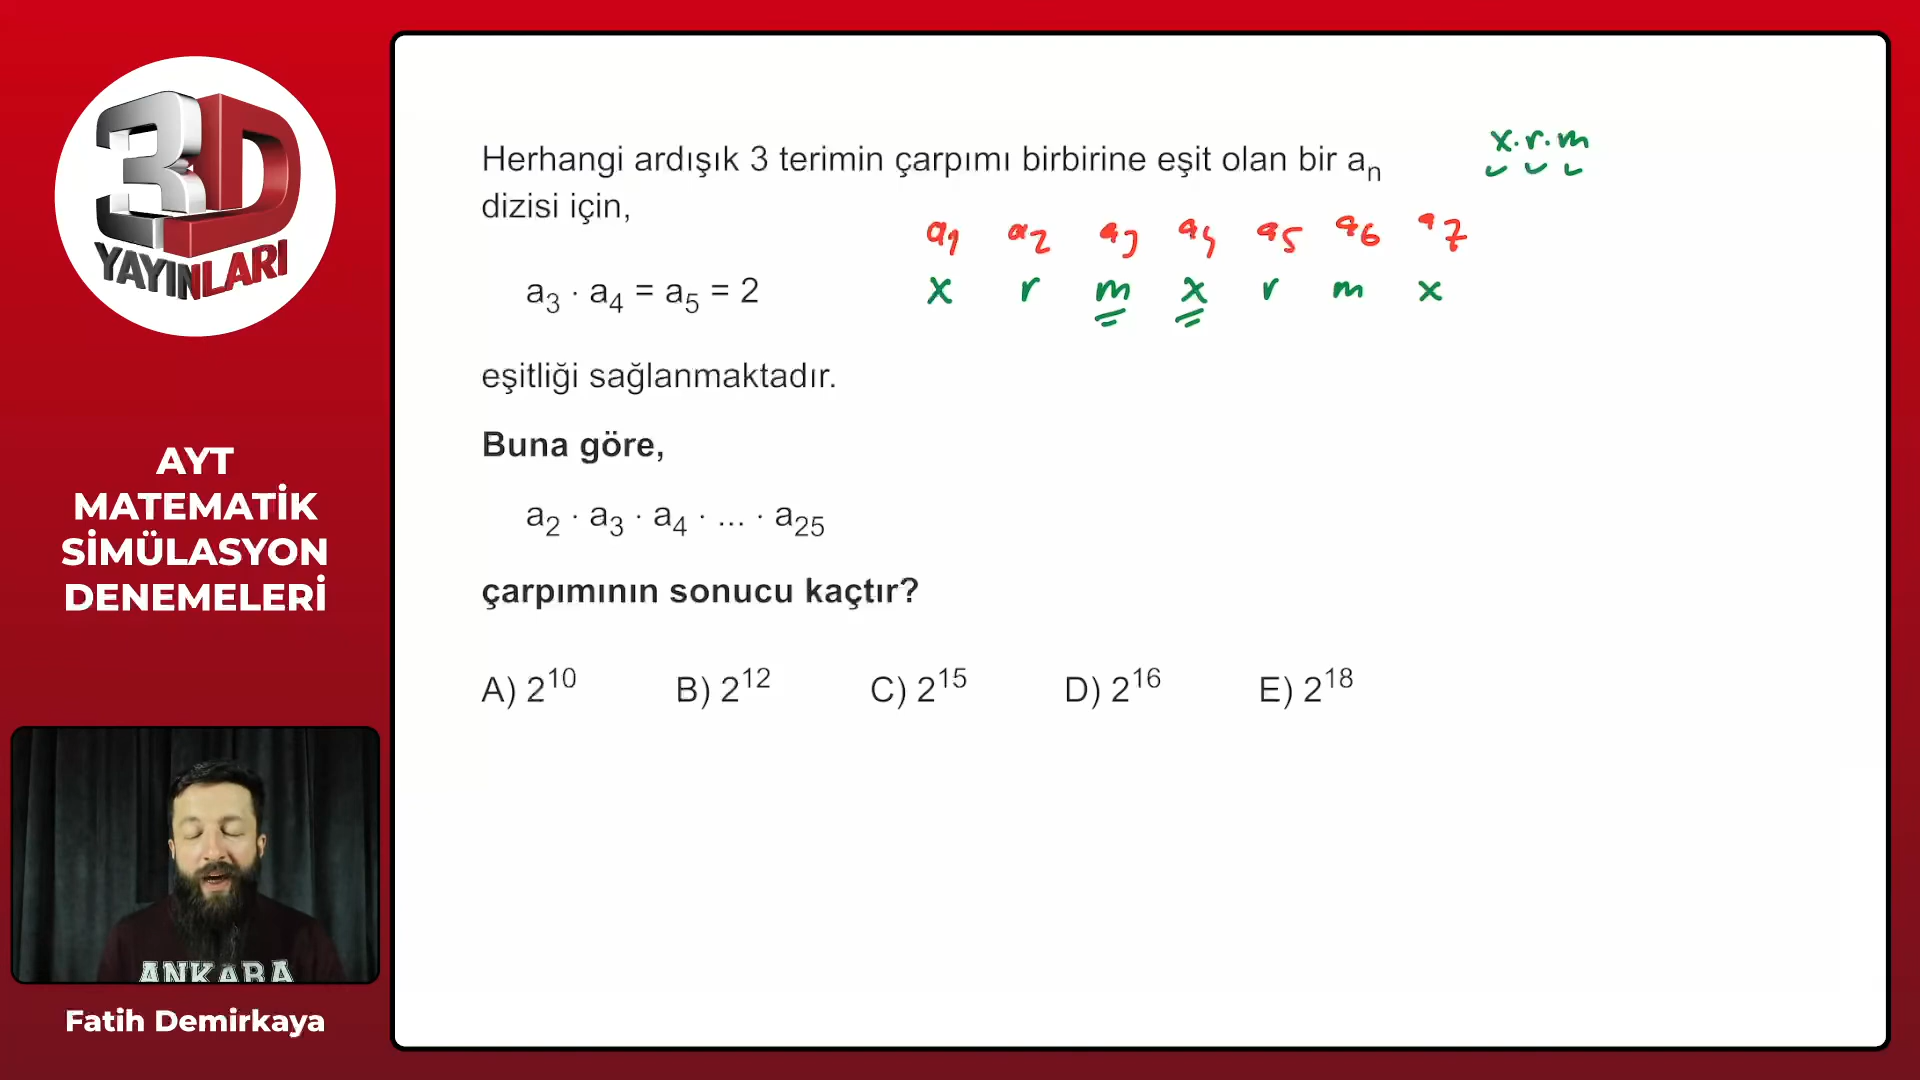 3D
YAYINLARI
AYT
MATEMATİK
SİMÜLASYON
DENEMELERİ
ANKARA
Fatih Demirkaya
Herhangi ardışık 3 terimin çarpımı birbirine eşit olan bir aₙ
dizisi için,
x·r·m
a₁ a₂ a₃ a₄ a₅ a₆ a₇
x r m x r m x
a₃ · a₄ = a₅ = 2
eşitliği sağlanmaktadır.
Buna göre,
a₂ · a₃ · a₄ · ... · a₂₅
çarpımının sonucu kaçtır?
A) 2¹⁰ B) 2¹² C) 2¹⁵ D) 2¹⁶ E) 2¹⁸